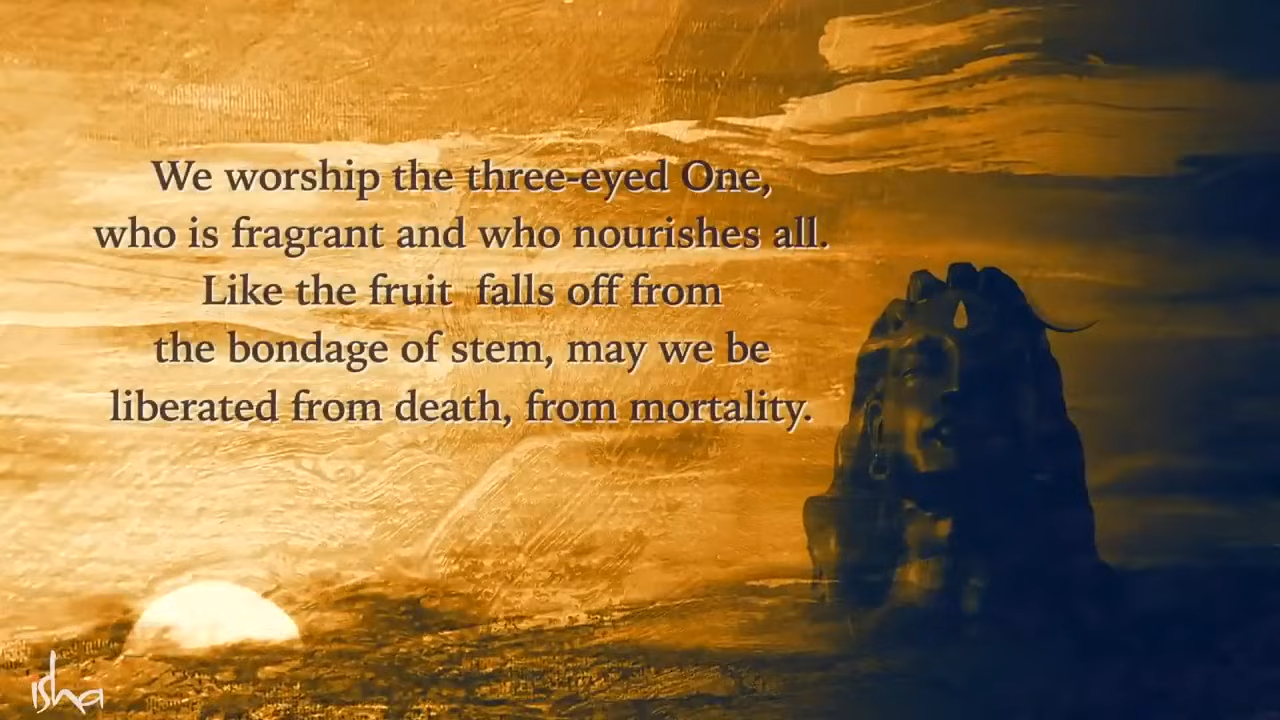 We worship the three-eyed One,
who is fragrant and who nourishes all.
Like the fruit  falls off from
the bondage of stem, may we be
liberated from death, from mortality.
isha